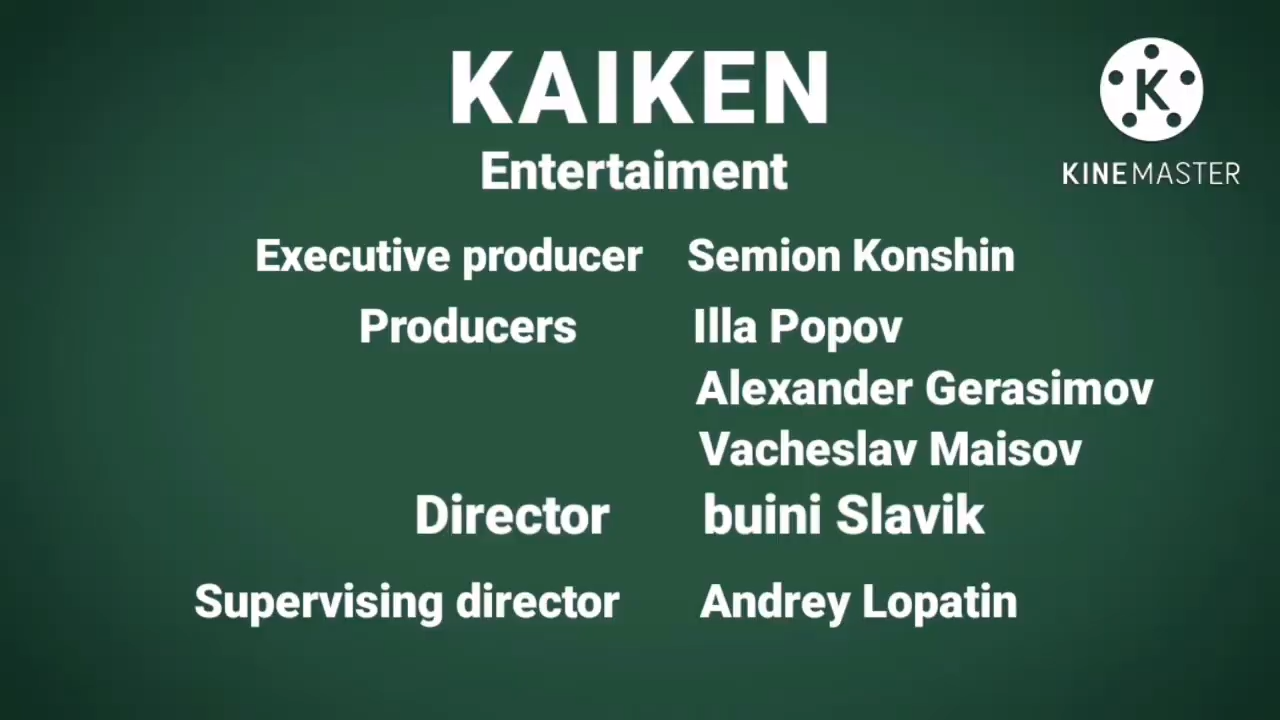 KAIKEN
Entertaiment
K
KINEMASTER
Executive producer Semion Konshin
Producers Illa Popov
Alexander Gerasimov
Vacheslav Maisov
Director buini Slavik
Supervising director Andrey Lopatin